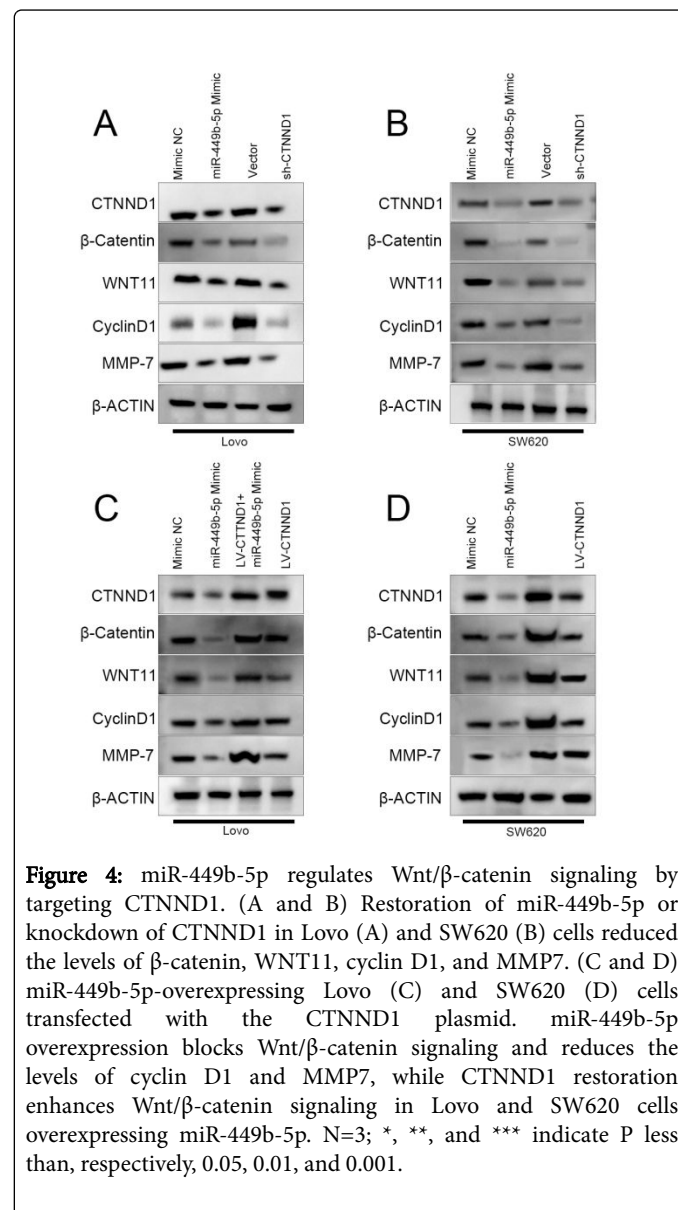 A
Mimic NC
miR-449b-5p Mimic
Vector
sh-CTNND1
CTNND1
β-Catentin
WNT11
CyclinD1
MMP-7
β-ACTIN
Lovo
B
Mimic NC
miR-449b-5p Mimic
Vector
sh-CTNND1
CTNND1
β-Catentin
WNT11
CyclinD1
MMP-7
β-ACTIN
SW620
C
Mimic NC
miR-449b-5p Mimic
LV-CTTND1+
miR-449b-5p Mimic
LV-CTNND1
CTNND1
β-Catentin
WNT11
CyclinD1
MMP-7
β-ACTIN
Lovo
D
Mimic NC
miR-449b-5p Mimic
LV-CTNND1
CTNND1
β-Catentin
WNT11
CyclinD1
MMP-7
β-ACTIN
SW620
Figure 4: miR-449b-5p regulates Wnt/β-catenin signaling by
targeting CTNND1. (A and B) Restoration of miR-449b-5p or
knockdown of CTNND1 in Lovo (A) and SW620 (B) cells reduced
the levels of β-catenin, WNT11, cyclin D1, and MMP7. (C and D)
miR-449b-5p-overexpressing Lovo (C) and SW620 (D) cells
transfected with the CTNND1 plasmid. miR-449b-5p
overexpression blocks Wnt/β-catenin signaling and reduces the
levels of cyclin D1 and MMP7, while CTNND1 restoration
enhances Wnt/β-catenin signaling in Lovo and SW620 cells
overexpressing miR-449b-5p. N=3; *, **, and *** indicate P less
than, respectively, 0.05, 0.01, and 0.001.